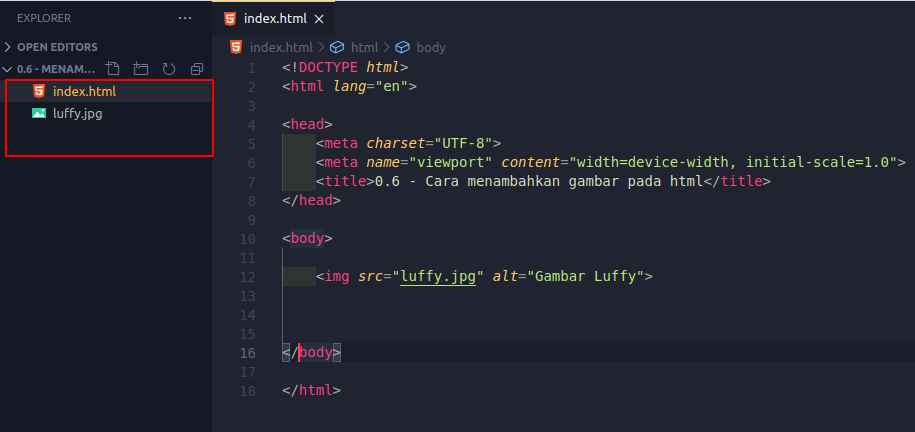 EXPLORER ...
OPEN EDITORS
0.6 - MENAM...
index.html
luffy.jpg
index.html ×
index.html > html > body
1 <!DOCTYPE html>
2 <html lang="en">
3
4 <head>
5 <meta charset="UTF-8">
6 <meta name="viewport" content="width=device-width, initial-scale=1.0">
7 <title>0.6 - Cara menambahkan gambar pada html</title>
8 </head>
9
10 <body>
11
12 <img src="luffy.jpg" alt="Gambar Luffy">
13
14
15
16 </body>
17
18 </html>